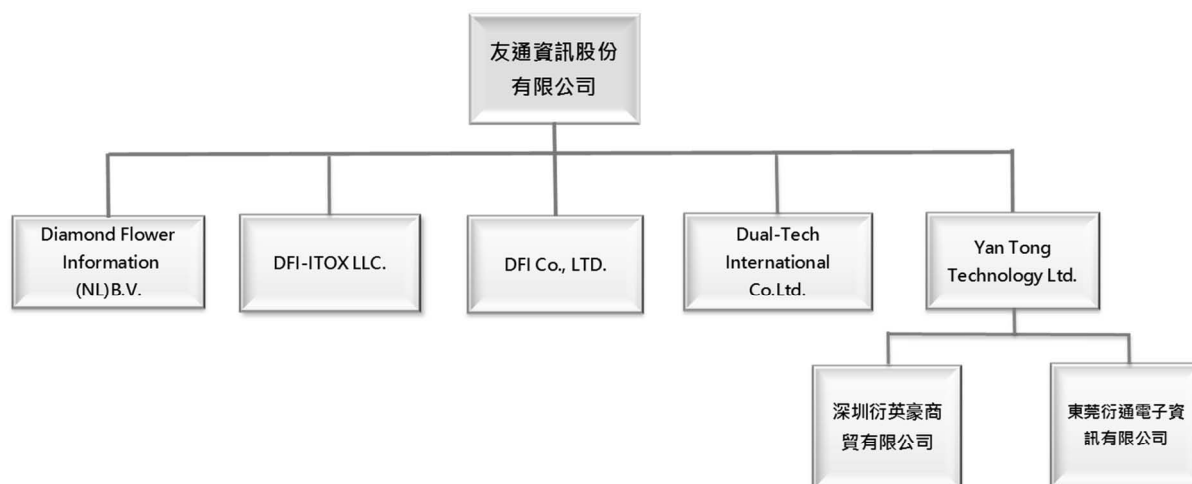 友通資訊股份
有限公司
Diamond Flower
Information
(NL)B.V.
DFI-ITOX LLC.
DFI Co., LTD.
Dual-Tech
International
Co.Ltd.
Yan Tong
Technology Ltd.
深圳衍英豪商
貿有限公司
東莞衍通電子資
訊有限公司